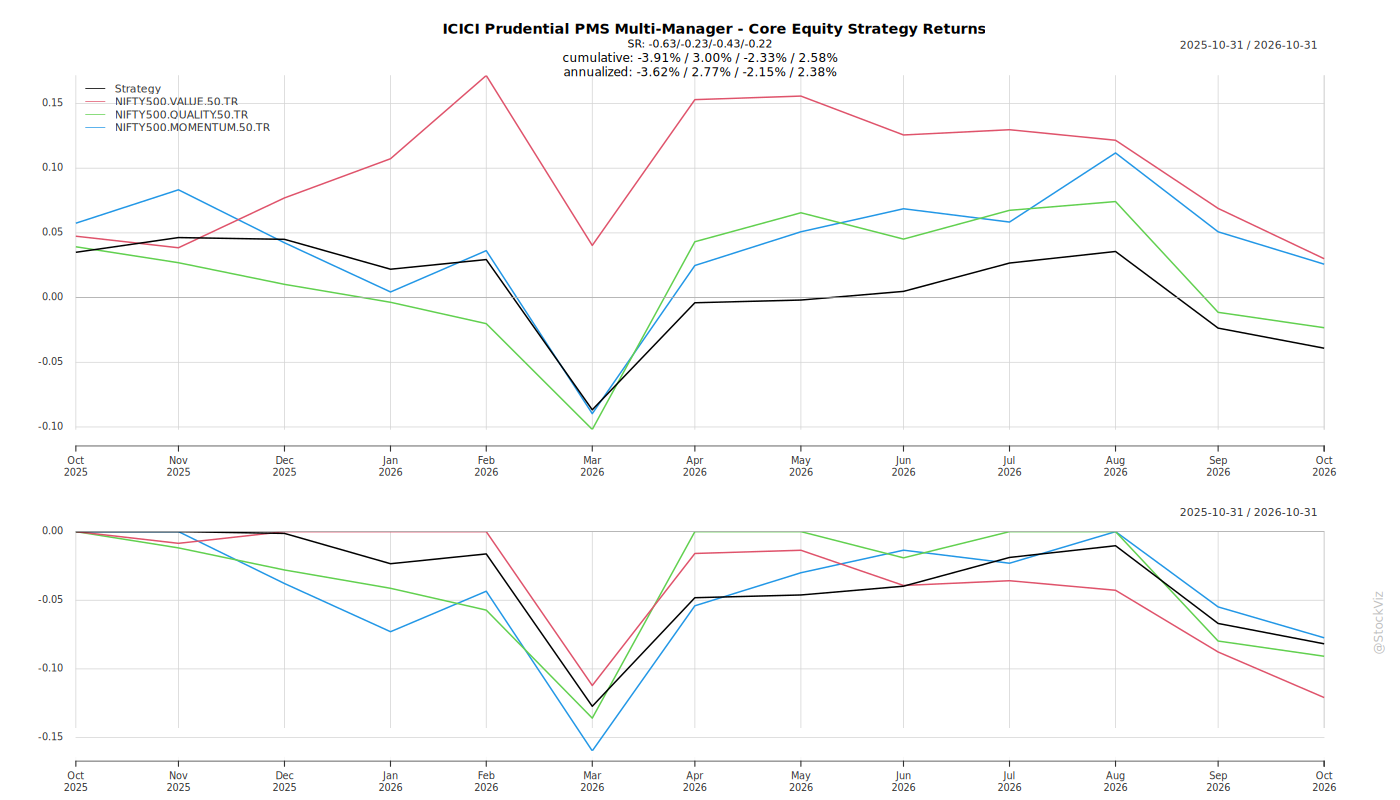 ICICI Prudential PMS Multi-Manager - Core Equity Strategy Returns
SR: -0.63/-0.23/-0.43/-0.22
cumulative: -3.91% / 3.00% / -2.33% / 2.58%
annualized: -3.62% / 2.77% / -2.15% / 2.38%
2025-10-31 / 2026-10-31
Strategy
NIFTY500.VALUE.50.TR
NIFTY500.QUALITY.50.TR
NIFTY500.MOMENTUM.50.TR
0.15
0.10
0.05
0.00
-0.05
-0.10
Oct Nov Dec Jan Feb Mar Apr May Jun Jul Aug Sep Oct
2025 2025 2025 2026 2026 2026 2026 2026 2026 2026 2026 2026 2026
2025-10-31 / 2026-10-31
0.00
-0.05
-0.10
-0.15
Oct Nov Dec Jan Feb Mar Apr May Jun Jul Aug Sep Oct
2025 2025 2025 2026 2026 2026 2026 2026 2026 2026 2026 2026 2026
@StockViz